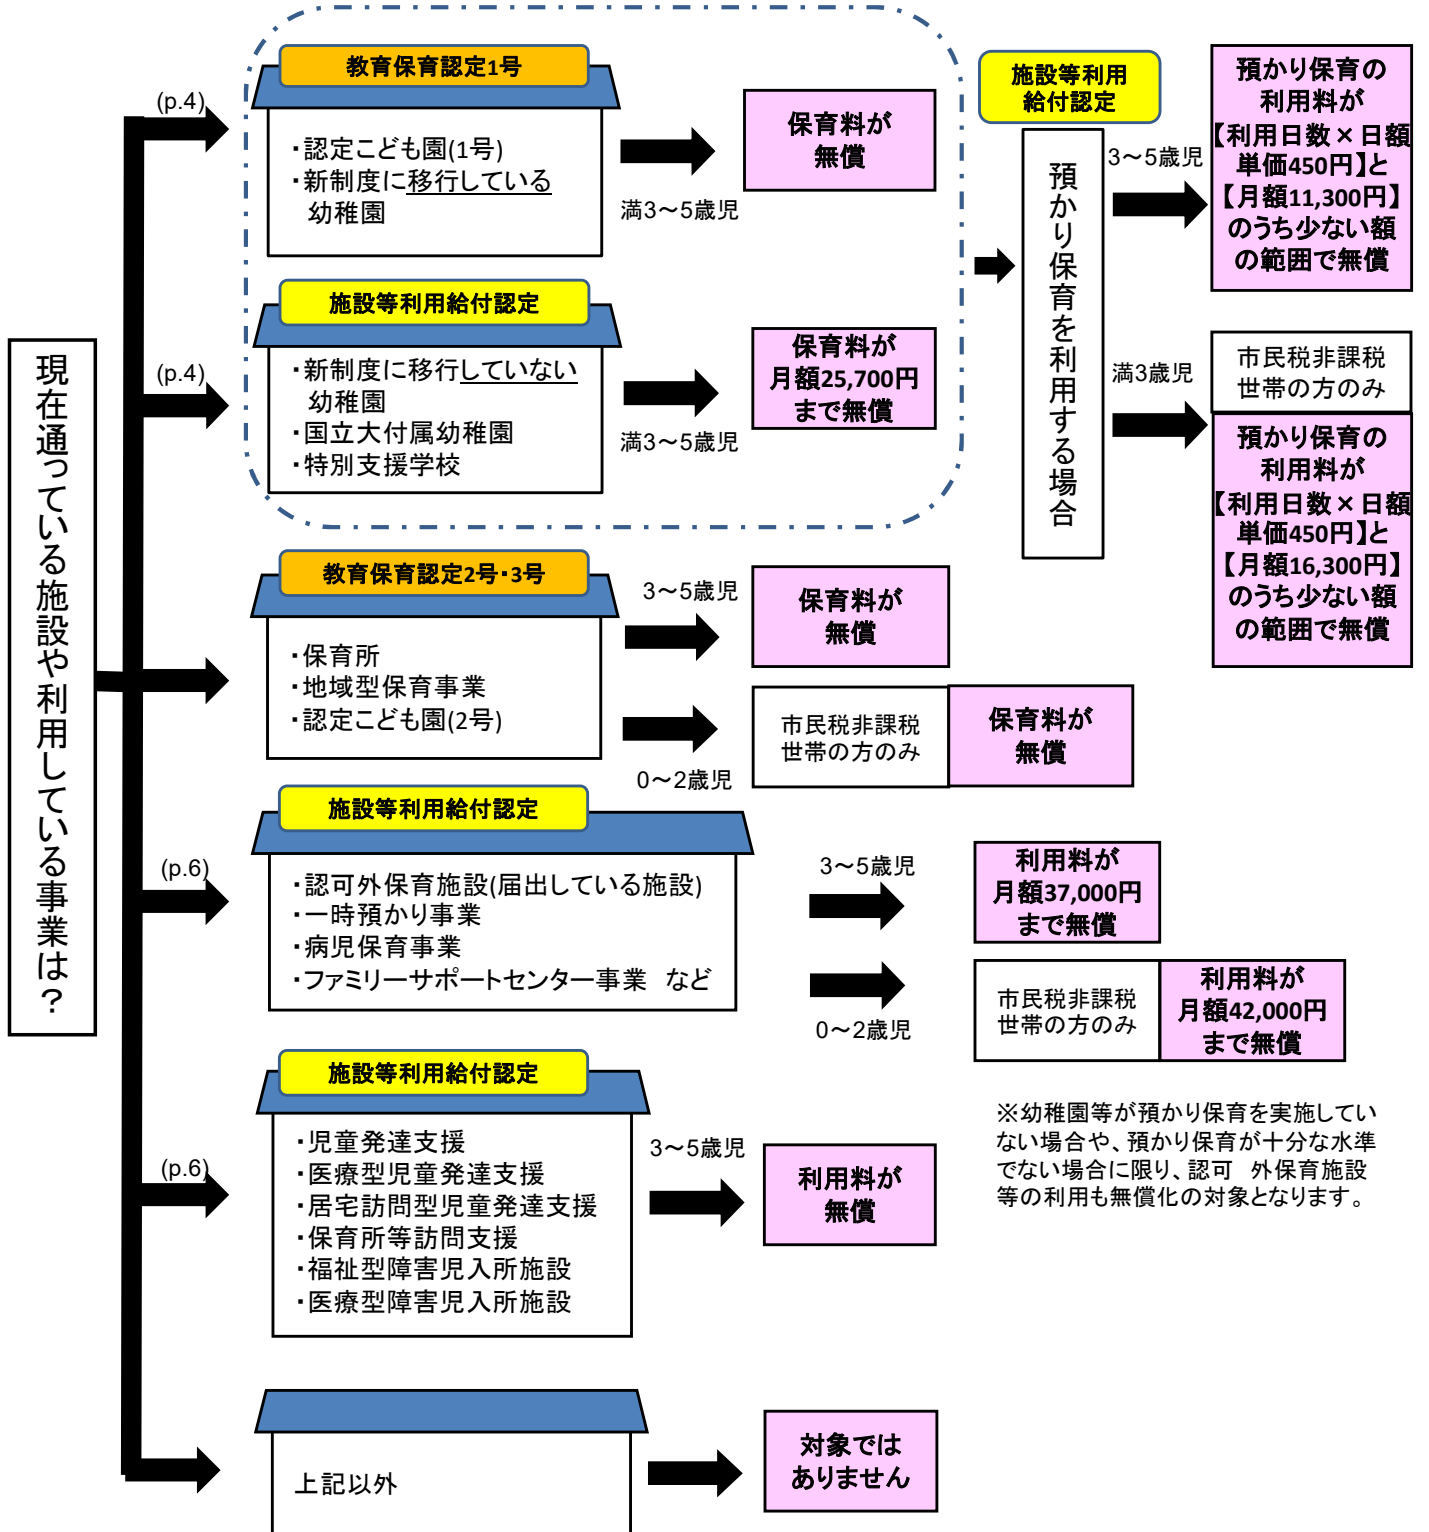 現在通っている施設や利用している事業は？
(p.4)
教育保育認定1号
・認定こども園(1号)
・新制度に移行している
幼稚園
満3～5歳児
保育料が
無償
(p.4)
施設等利用給付認定
・新制度に移行していない
幼稚園
・国立大付属幼稚園
・特別支援学校
満3～5歳児
保育料が
月額25,700円
まで無償
施設等利用
給付認定
預かり保育を利用する場合
3～5歳児
預かり保育の
利用料が
【利用日数×日額
単価450円】と
【月額11,300円】
のうち少ない額
の範囲で無償
満3歳児
市民税非課税
世帯の方のみ
預かり保育の
利用料が
【利用日数×日額
単価450円】と
【月額16,300円】
のうち少ない額
の範囲で無償
教育保育認定2号・3号
・保育所
・地域型保育事業
・認定こども園(2号)
3～5歳児
保育料が
無償
0～2歳児
市民税非課税
世帯の方のみ
保育料が
無償
(p.6)
施設等利用給付認定
・認可外保育施設(届出している施設)
・一時預かり事業
・病児保育事業
・ファミリーサポートセンター事業　など
3～5歳児
利用料が
月額37,000円
まで無償
0～2歳児
市民税非課税
世帯の方のみ
利用料が
月額42,000円
まで無償
※幼稚園等が預かり保育を実施してい
ない場合や、預かり保育が十分な水準
でない場合に限り、認可　外保育施設
等の利用も無償化の対象となります。
(p.6)
施設等利用給付認定
・児童発達支援
・医療型児童発達支援
・居宅訪問型児童発達支援
・保育所等訪問支援
・福祉型障害児入所施設
・医療型障害児入所施設
3～5歳児
利用料が
無償
上記以外
対象では
ありません